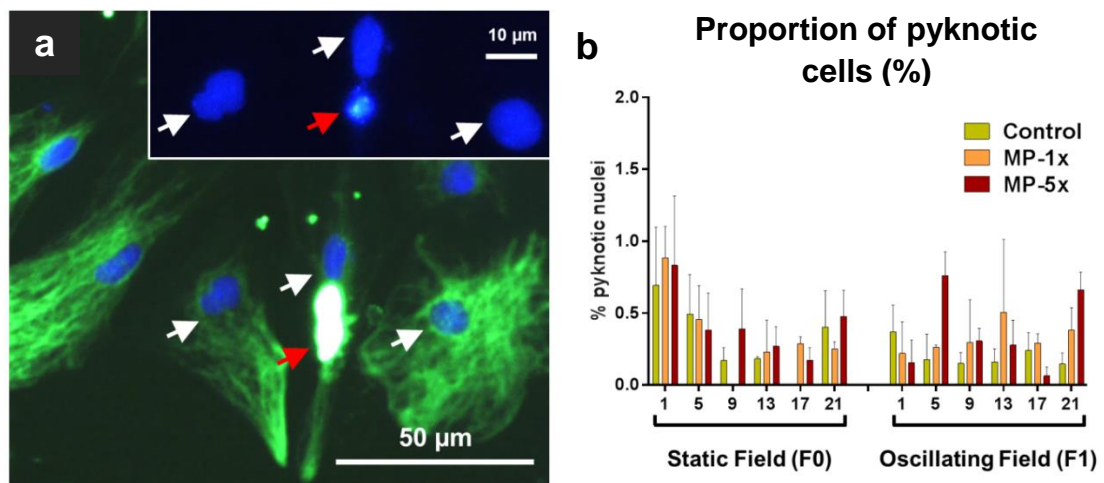 a
10 µm
50 µm
b
Proportion of pyknotic
cells (%)
% pyknotic nuclei
2.0
1.5
1.0
0.5
0.0
Control
MP-1x
MP-5x
1 5 9 13 17 21 1 5 9 13 17 21
Static Field (F0) Oscillating Field (F1)